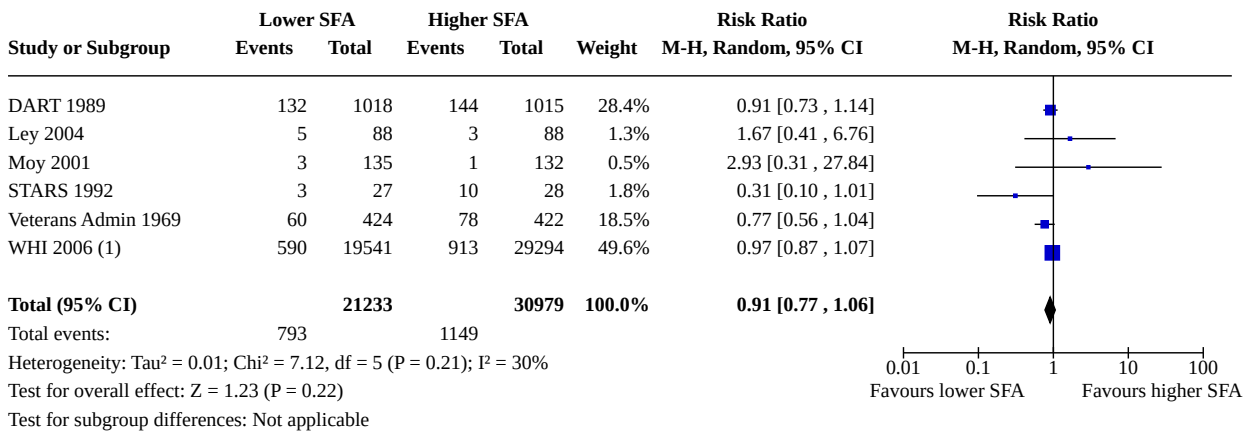 Lower SFA Higher SFA Risk Ratio Risk Ratio
Study or Subgroup Events Total Events Total Weight M-H, Random, 95% CI M-H, Random, 95% CI
DART 1989 132 1018 144 1015 28.4% 0.91 [0.73 , 1.14]
Ley 2004 5 88 3 88 1.3% 1.67 [0.41 , 6.76]
Moy 2001 3 135 1 132 0.5% 2.93 [0.31 , 27.84]
STARS 1992 3 27 10 28 1.8% 0.31 [0.10 , 1.01]
Veterans Admin 1969 60 424 78 422 18.5% 0.77 [0.56 , 1.04]
WHI 2006 (1) 590 19541 913 29294 49.6% 0.97 [0.87 , 1.07]
Total (95% CI) 21233 30979 100.0% 0.91 [0.77 , 1.06]
Total events: 793 1149
Heterogeneity: Tau² = 0.01; Chi² = 7.12, df = 5 (P = 0.21); I² = 30%
0.01 0.1 1 10 100
Test for overall effect: Z = 1.23 (P = 0.22)
Favours lower SFA Favours higher SFA
Test for subgroup differences: Not applicable